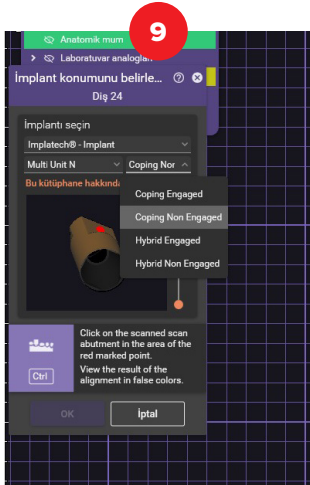 9
Anatomik mum
Laboratuvar analogları
İmplant konumunu belirle...
Diş 24
İmplantı seçin
Implatech® - Implant
Multi Unit N
Coping Nor
Bu kütüphane hakkında
Coping Engaged
Coping Non Engaged
Hybrid Engaged
Hybrid Non Engaged
Click on the scanned scan
abutment in the area of the
red marked point.
Ctrl
View the result of the
alignment in false colors.
OK
İptal